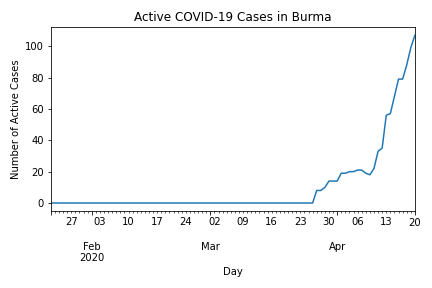 Active COVID-19 Cases in Burma
Number of Active Cases
100
80
60
40
20
0
27 03 10 17 24 02 09 16 23 30 06 13 20
Feb Mar Apr
2020
Day